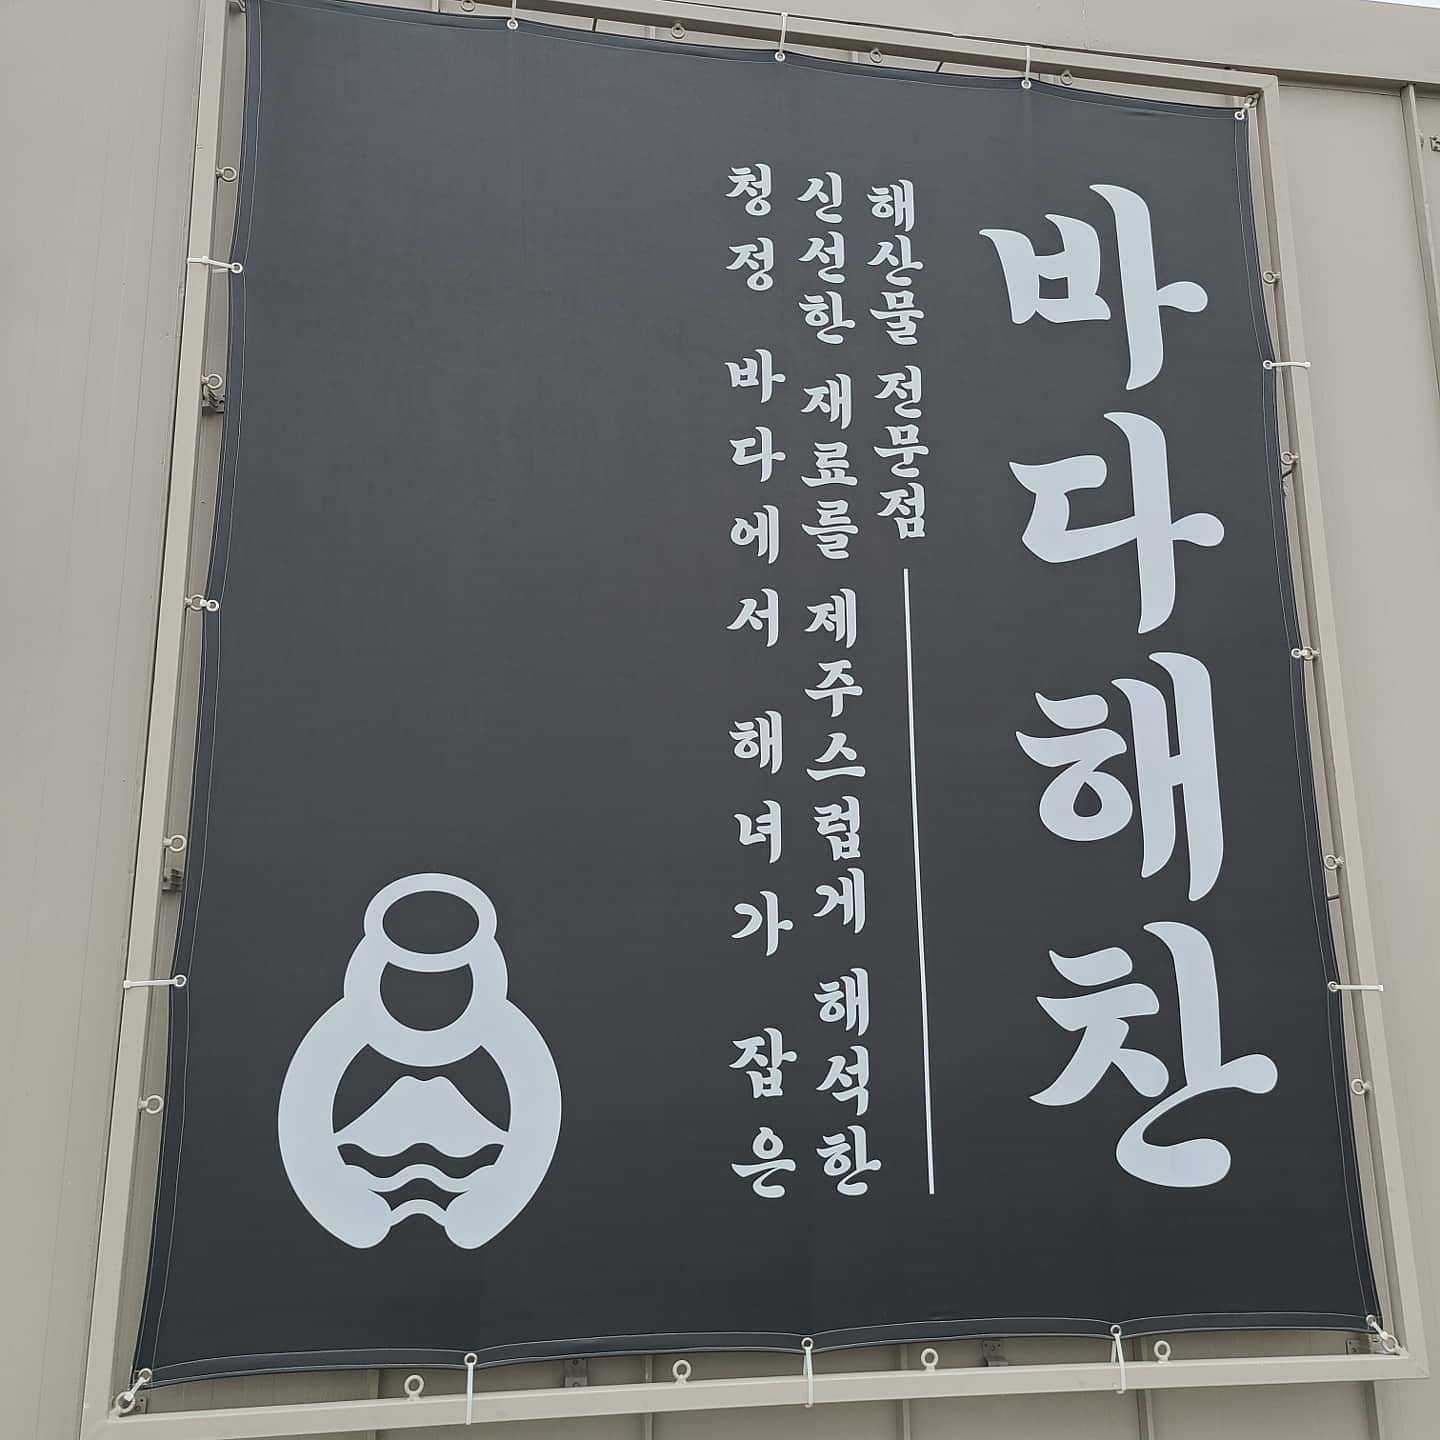 청정 바다에서 해녀가 잡은
신선한 재료를 제주스럽게 해석한
해산물 전문점
바다해찬